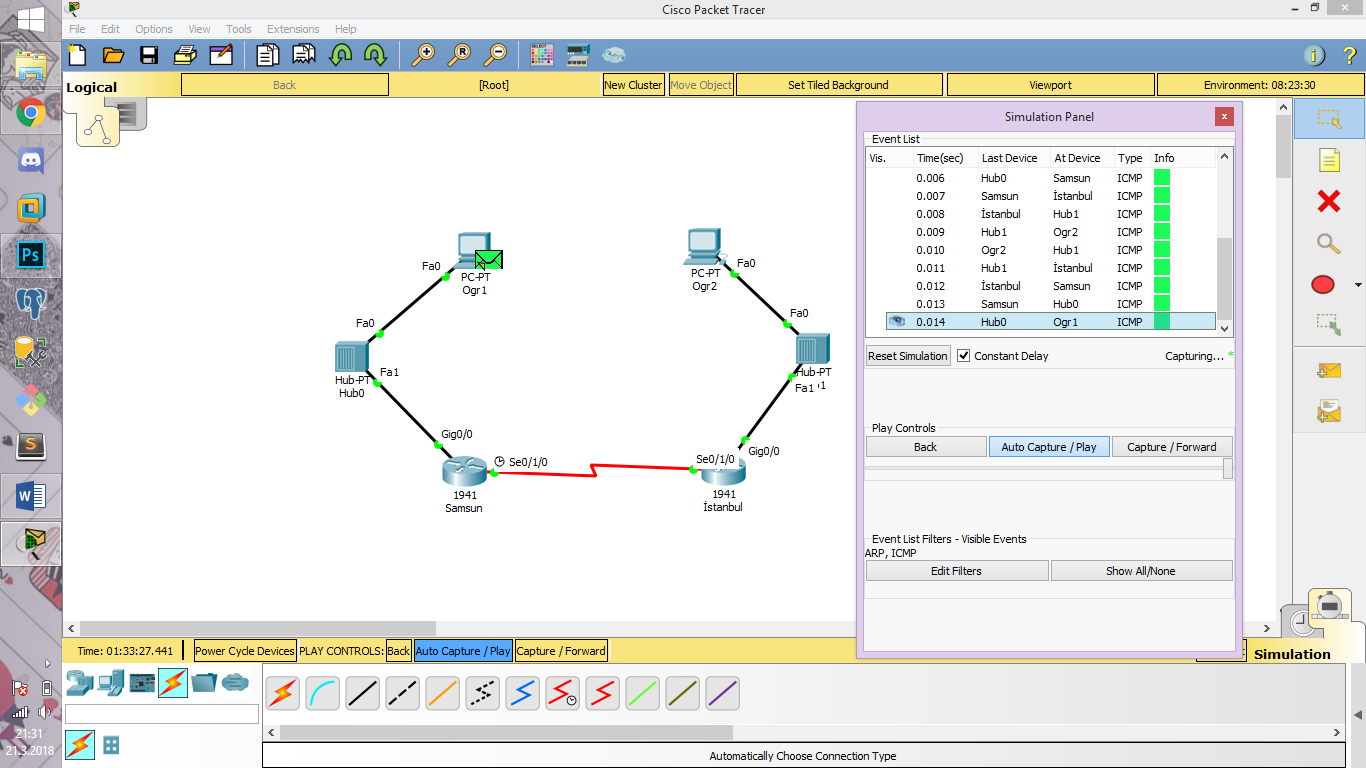 Cisco Packet Tracer
File Edit Options View Tools Extensions Help
Logical
Back
[Root]
New Cluster
Move Object
Set Tiled Background
Viewport
Environment: 08:23:30
Simulation Panel
Event List
Vis. Time(sec) Last Device At Device Type Info
0.006 Hub0 Samsun ICMP
0.007 Samsun İstanbul ICMP
0.008 İstanbul Hub1 ICMP
0.009 Hub1 Ogr2 ICMP
0.010 Ogr2 Hub1 ICMP
0.011 Hub1 İstanbul ICMP
0.012 İstanbul Samsun ICMP
0.013 Samsun Hub0 ICMP
0.014 Hub0 Ogr1 ICMP
Reset Simulation Constant Delay Capturing... *
Play Controls
Back Auto Capture / Play Capture / Forward
Event List Filters - Visible Events
ARP, ICMP
Edit Filters Show All/None
Fa0
PC-PT
Ogr1
Fa0
Hub-PT
Hub0
Fa1
Gig0/0
Se0/1/0
1941
Samsun
PC-PT
Ogr2
Fa0
Fa0
Hub-PT
Fa1
Gig0/0
Se0/1/0
1941
İstanbul
Time: 01:33:27.441
Power Cycle Devices
PLAY CONTROLS:
Back
Auto Capture / Play
Capture / Forward
Simulation
Automatically Choose Connection Type
21:31
21.3.2018